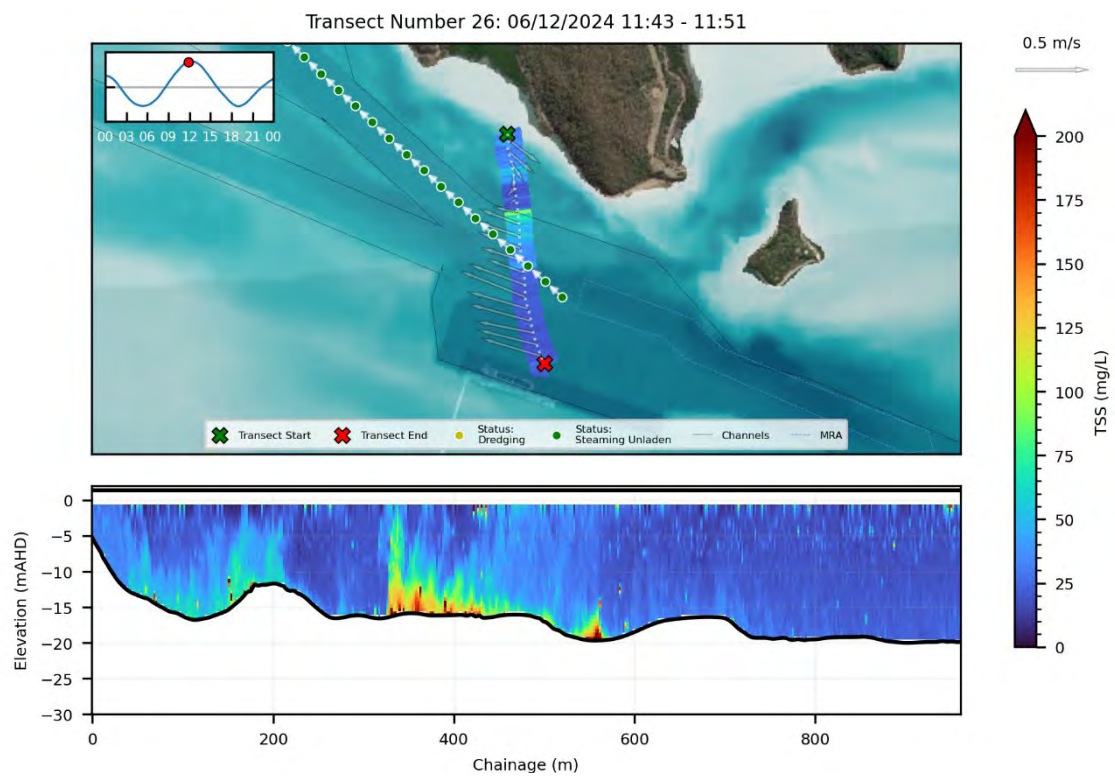 Transect Number 26: 06/12/2024 11:43 - 11:51
00 03 06 09 12 15 18 21 00
0.5 m/s
Transect Start
Transect End
Status:
Dredging
Status:
Steaming Unladen
Channels
MRA
200
175
150
125
100
75
50
25
0
TSS (mg/L)
0
−5
−10
−15
−20
−25
−30
Elevation (mAHD)
0 200 400 600 800
Chainage (m)